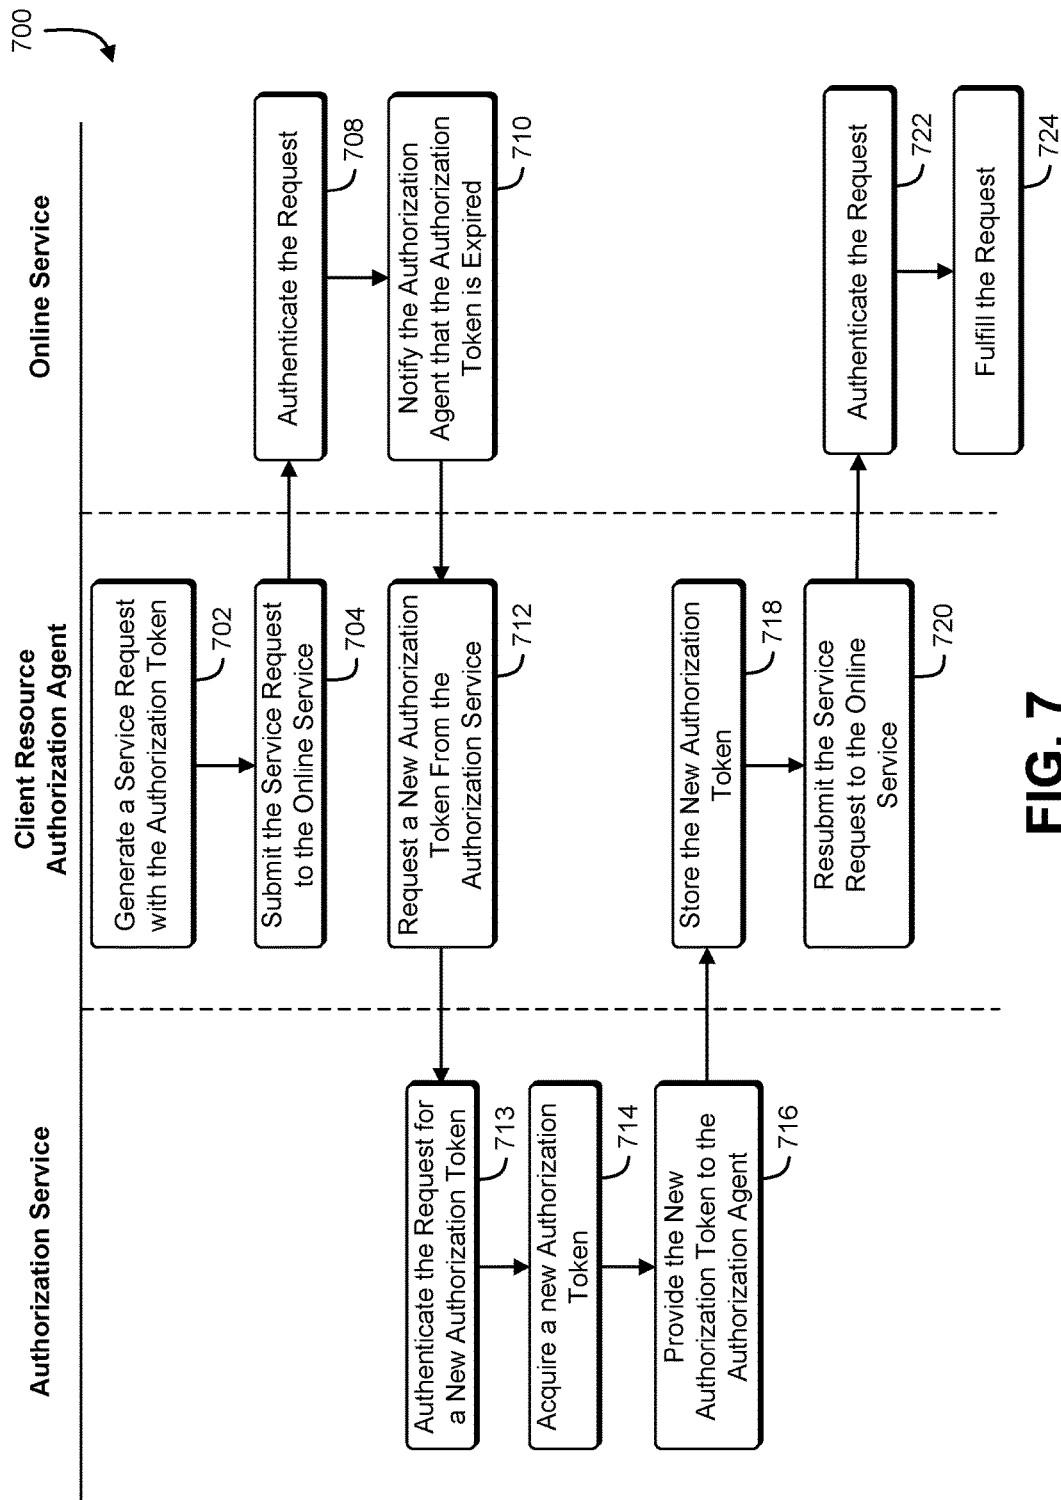 700
Authorization Service
Client Resource
Authorization Agent
Online Service
Generate a Service Request
with the Authorization Token
702
Submit the Service Request
to the Online Service
704
Authenticate the Request
708
Notify the Authorization
Agent that the Authorization
Token is Expired
710
Request a New Authorization
Token From the
Authorization Service
712
Authenticate the Request for
a New Authorization Token
713
Acquire a new Authorization
Token
714
Provide the New
Authorization Token to the
Authorization Agent
716
Store the New Authorization
Token
718
Resubmit the Service
Request to the Online
Service
720
Authenticate the Request
722
Fulfill the Request
724
FIG. 7